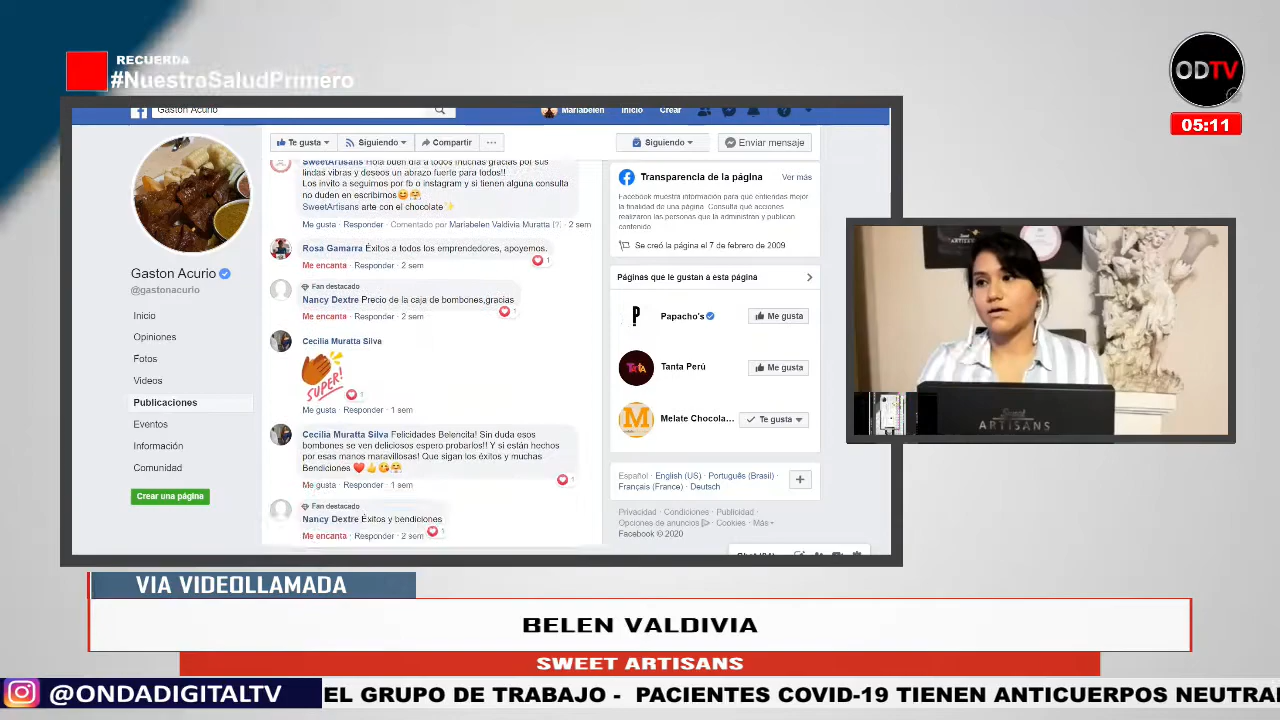 RECUERDA
#NuestraSaludPrimero
ODTV
05:11
Gaston Acurio
Mariabelen
Inicio
Crear
Te gusta
Siguiendo
Compartir
Siguiendo
Enviar mensaje
SweetArtisans Hola buen día a todos muchas gracias por sus
lindas vibras y deseos un abrazo fuerte para todos!!
Los invito a seguirnos por fb o instagram y si tienen alguna consulta
no duden en escribirnos😊🤗
SweetArtisans arte con el chocolate✨
Me gusta · Responder · Comentado por Mariabelen Valdivia Muratta [?] · 2 sem
Rosa Gamarra Éxitos a todos los emprendedores, apoyemos.
1
Me encanta · Responder · 2 sem
Fan destacado
Nancy Dextre Precio de la caja de bombones,gracias
1
Me encanta · Responder · 2 sem
Cecilia Muratta Silva
SUPER!
1
Me gusta · Responder · 1 sem
Cecilia Muratta Silva Felicidades Belencita! Sin duda esos
bombones se ven deliciosos espero probarlos!! Y si están hechos
por esas manos maravillosas! Que sigan los éxitos y muchas
Bendiciones ❤️👍😘🤗
1
Me gusta · Responder · 1 sem
Fan destacado
Nancy Dextre Éxitos y bendiciones
1
Me encanta · Responder · 2 sem
Gaston Acurio
@gastonacurio
Inicio
Opiniones
Fotos
Videos
Publicaciones
Eventos
Información
Comunidad
Crear una página
Transparencia de la página
Ver más
Facebook muestra información para que entiendas mejor
la finalidad de una página. Consulta qué acciones
realizaron las personas que la administran y publican
contenido.
Se creó la página el 7 de febrero de 2009
Páginas que le gustan a esta página
Papacho's
Me gusta
Tanta Perú
Me gusta
Melate Chocola...
Te gusta
Español · English (US) · Português (Brasil) ·
Français (France) · Deutsch
Privacidad · Condiciones · Publicidad ·
Opciones de anuncios · Cookies · Más
Facebook © 2020
ARTISANS
VIA VIDEOLLAMADA
BELEN VALDIVIA
SWEET ARTISANS
@ONDADIGITALTV
EL GRUPO DE TRABAJO - PACIENTES COVID-19 TIENEN ANTICUERPOS NEUTRAL